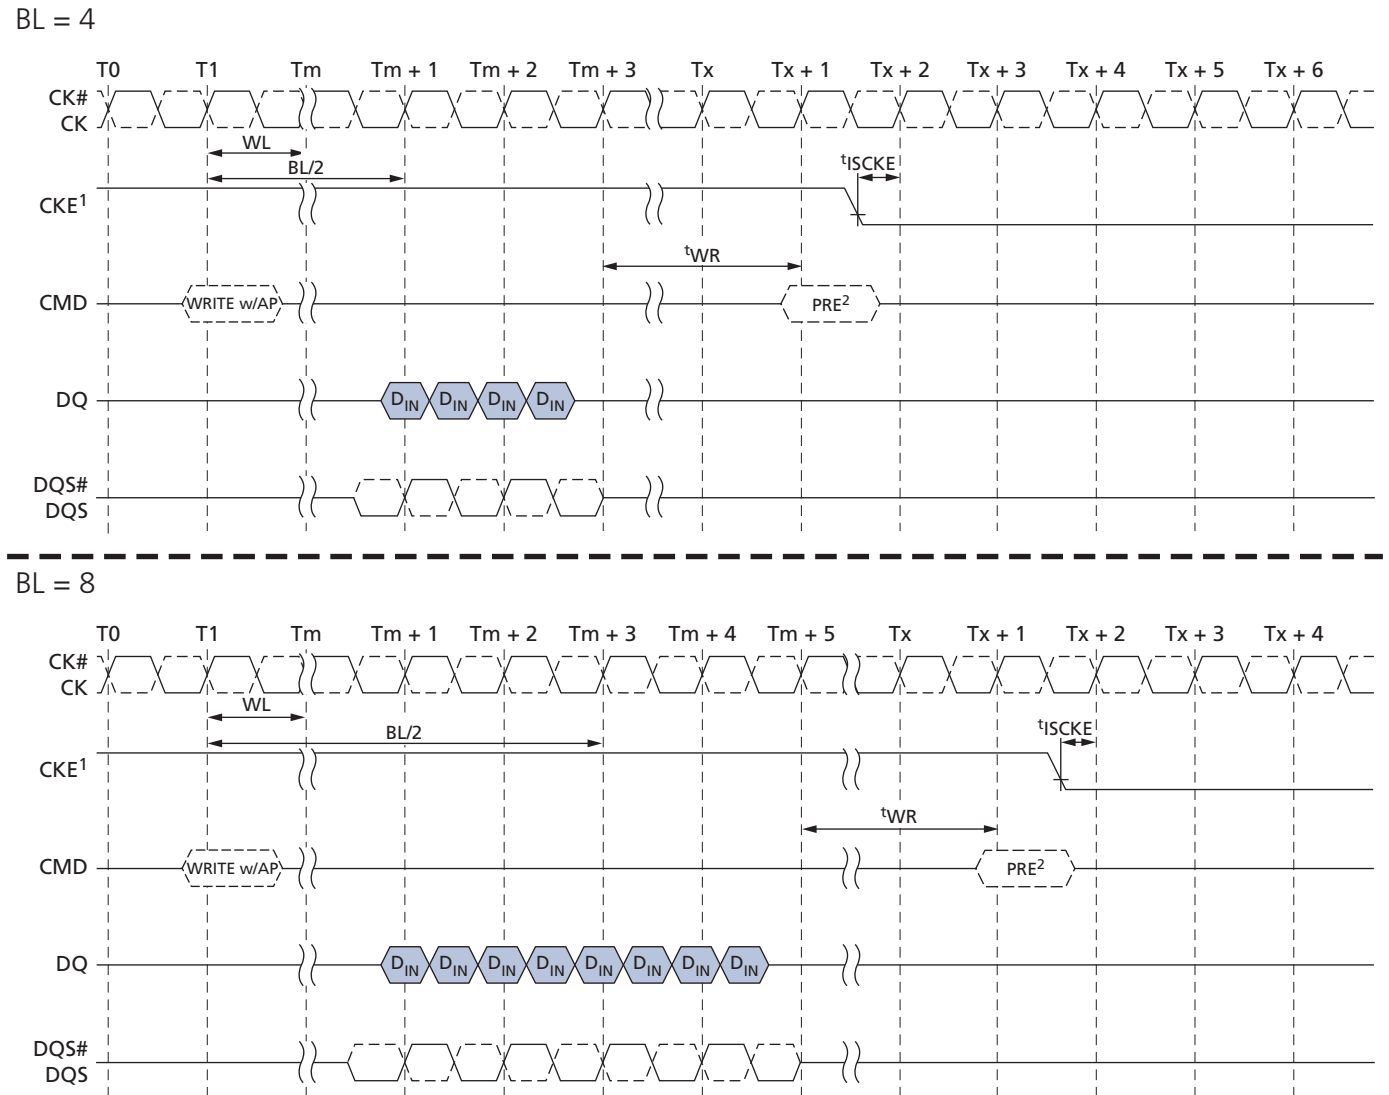 BL = 4
T0 T1 Tm Tm + 1 Tm + 2 Tm + 3 Tx Tx + 1 Tx + 2 Tx + 3 Tx + 4 Tx + 5 Tx + 6
CK#
CK
WL
BL/2
tISCKE
CKE1
tWR
CMD WRITE w/AP PRE2
DQ DIN DIN DIN DIN
DQS#
DQS
BL = 8
T0 T1 Tm Tm + 1 Tm + 2 Tm + 3 Tm + 4 Tm + 5 Tx Tx + 1 Tx + 2 Tx + 3 Tx + 4
CK#
CK
WL
BL/2
tISCKE
CKE1
tWR
CMD WRITE w/AP PRE2
DQ DIN DIN DIN DIN DIN DIN DIN DIN
DQS#
DQS